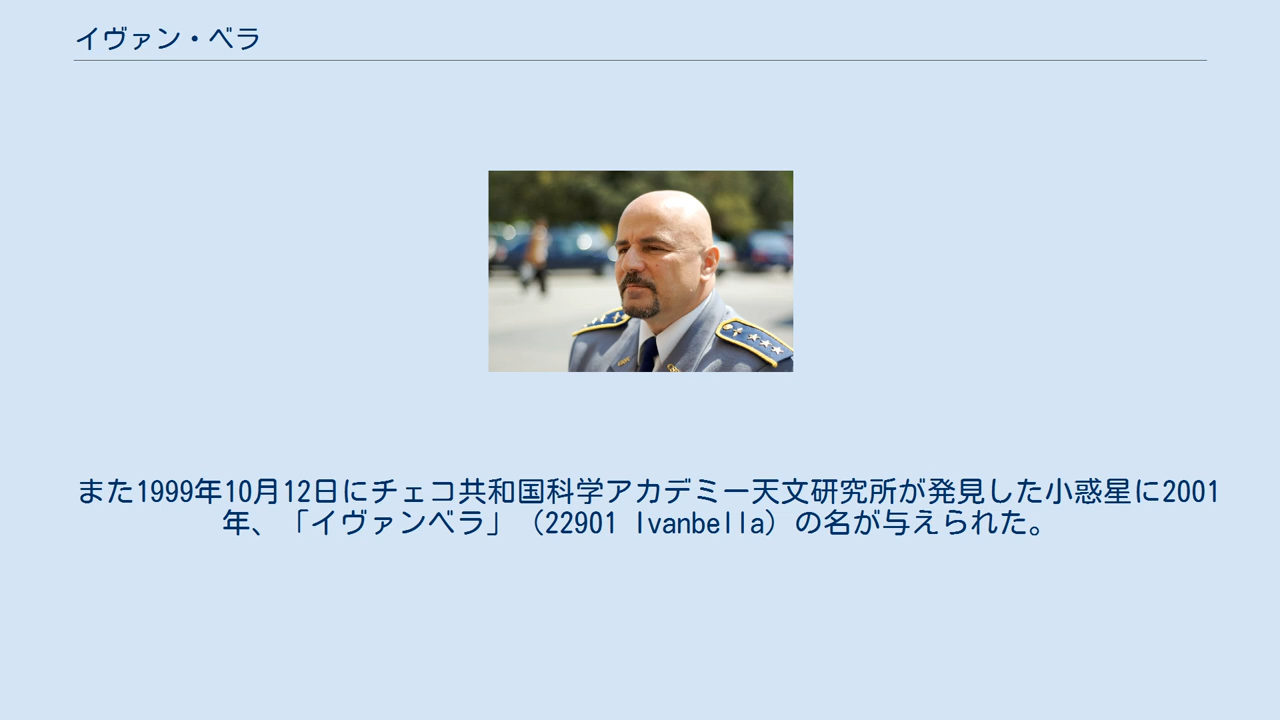 イヴァン・ベラ
また1999年10月12日にチェコ共和国科学アカデミー天文研究所が発見した小惑星に2001
年、「イヴァンベラ」（22901 Ivanbella）の名が与えられた。